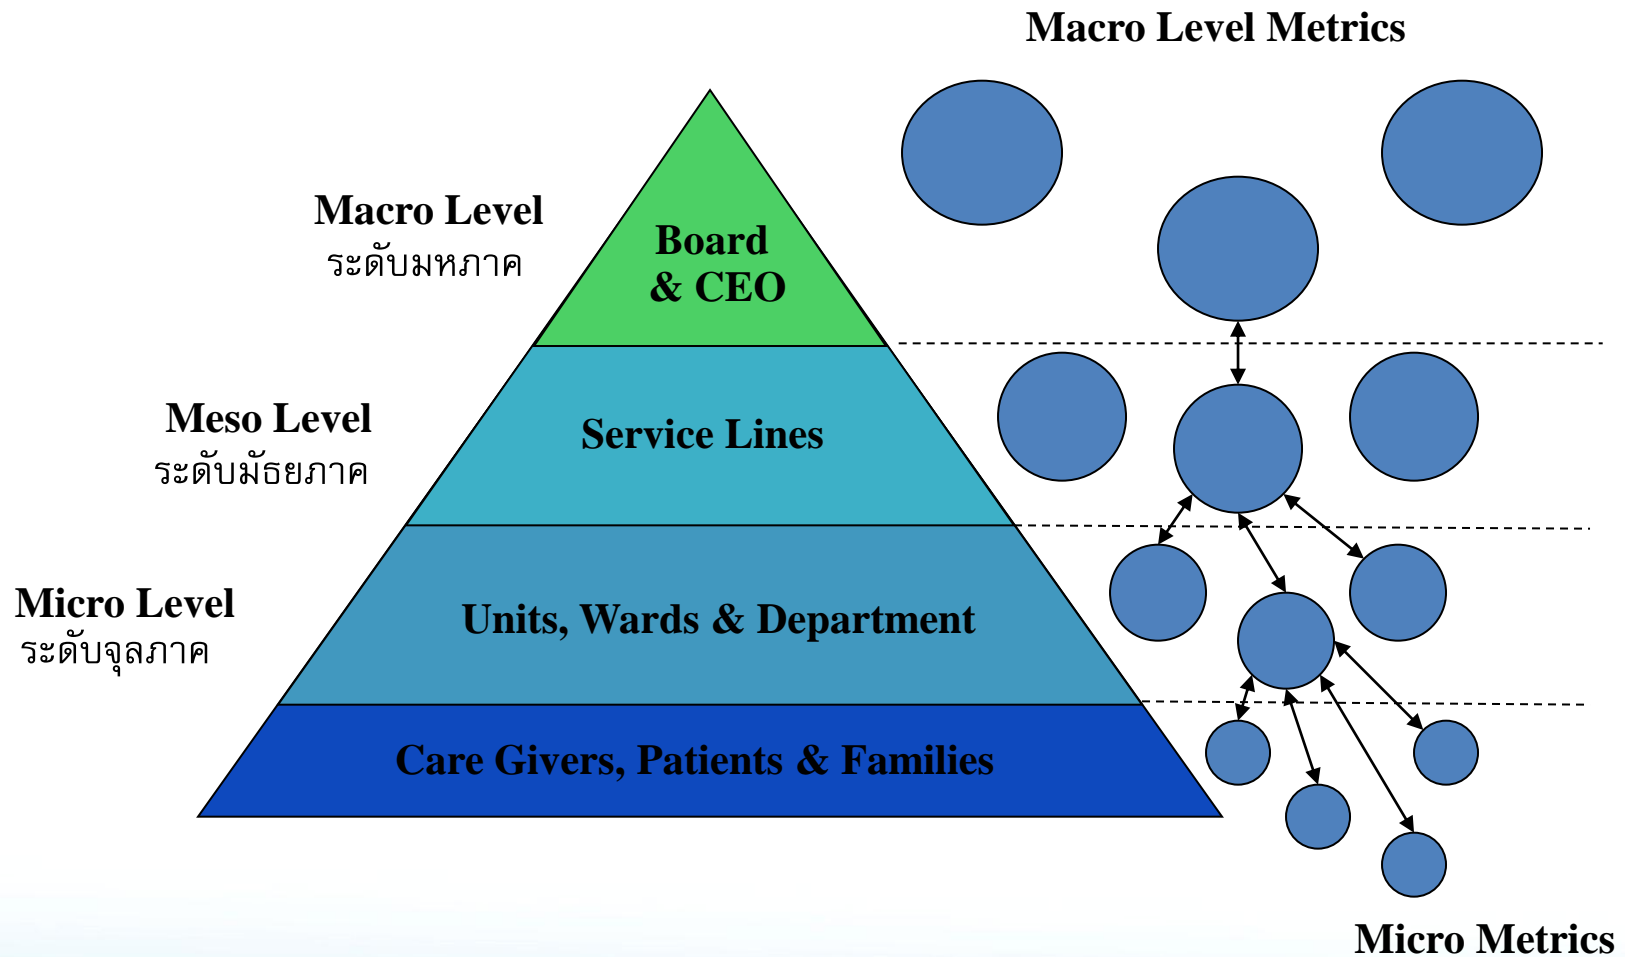 Macro Level Metrics
Macro Level
ระดับมหภาค
Board
& CEO
Meso Level
ระดับมัธยภาค
Service Lines
Micro Level
ระดับจุลภาค
Units, Wards & Department
Care Givers, Patients & Families
Micro Metrics